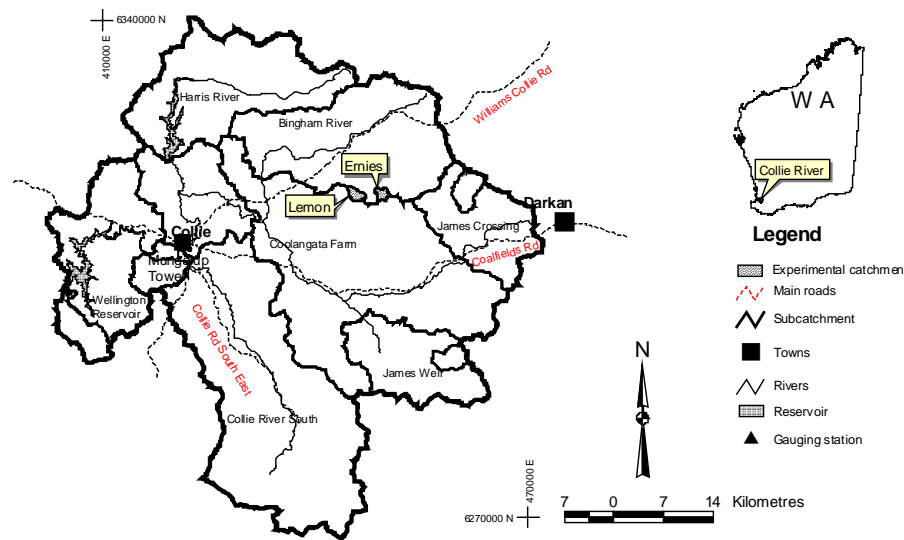 6340000 N
410000 E
Harris River
Bingham River
Williams Collie Rd
W A
Ernies
Lemon
Collie River
Darkan
Collie
James Crossing
Coolangata Farm
Coalfields Rd
Mungalup
Tower
Wellington
Reservoir
Collie Rd South East
James Weir
Collie River South
Legend
Experimental catchmen
Main roads
Subcatchment
Towns
Rivers
Reservoir
Gauging station
N
470000 E
6270000 N
7 0 7 14 Kilometres